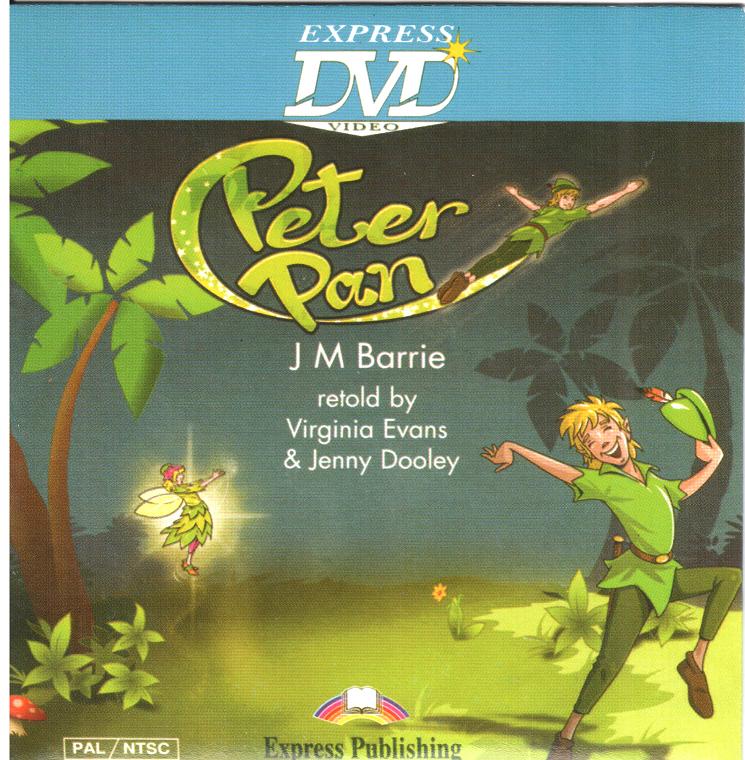 EXPRESS
DVD
VIDEO
Peter
Pan
J M Barrie
retold by
Virginia Evans
& Jenny Dooley
PAL / NTSC
Express Publishing